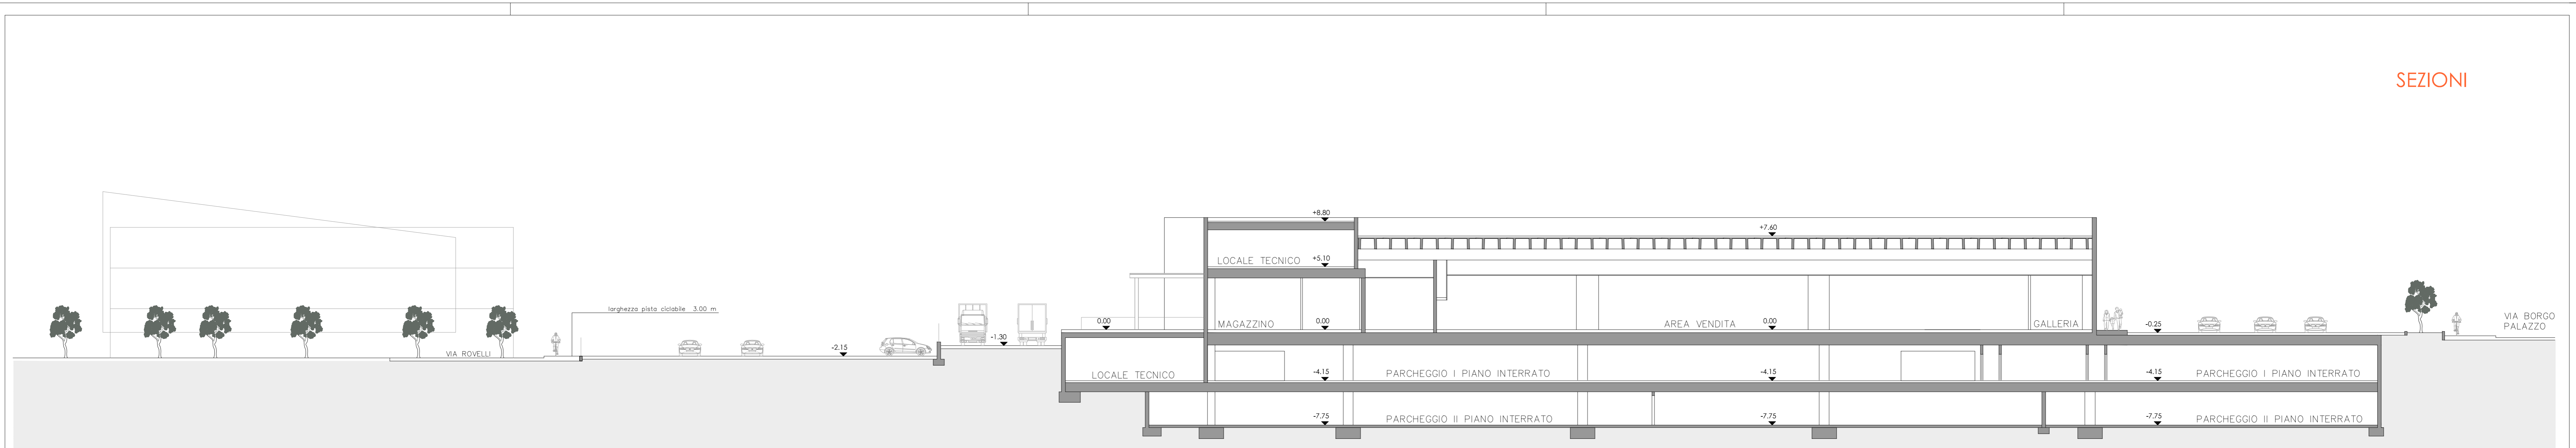 SEZIONI
+8.80
+7.60
LOCALE TECNICO +5.10
larghezza pista ciclabile 3.00 m
VIA BORGO
PALAZZO
0.00
MAGAZZINO 0.00
AREA VENDITA 0.00
GALLERIA
-0.25
-1.30
-2.15
VIA ROVELLI
LOCALE TECNICO
-4.15 PARCHEGGIO I PIANO INTERRATO
-4.15
-4.15 PARCHEGGIO I PIANO INTERRATO
-7.75 PARCHEGGIO II PIANO INTERRATO
-7.75
-7.75 PARCHEGGIO II PIANO INTERRATO